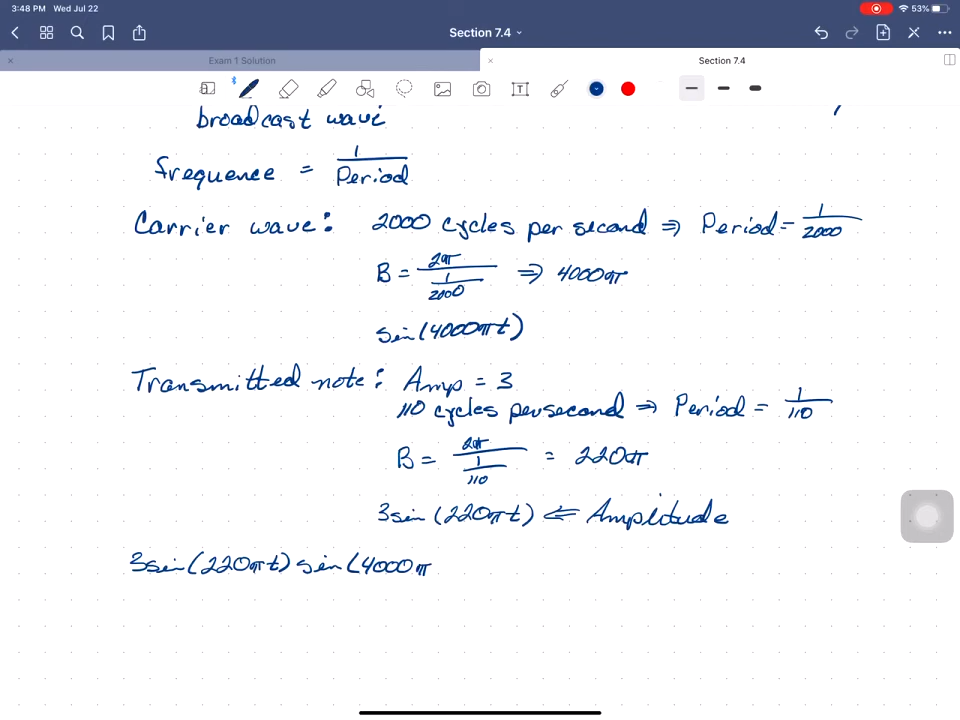 3:48 PM Wed Jul 22
53%
Section 7.4
Exam 1 Solution
Section 7.4
broadcast wave
frequence = 1/Period
Carrier wave: 2000 cycles per second ⇒ Period = 1/2000
B = 2π/(1/2000) ⇒ 4000π
sin(4000πt)
Transmitted note: Amp = 3
110 cycles per second ⇒ Period = 1/110
B = 2π/(1/110) = 220π
3sin(220πt) ⇐ Amplitude
3sin(220πt) sin(4000π